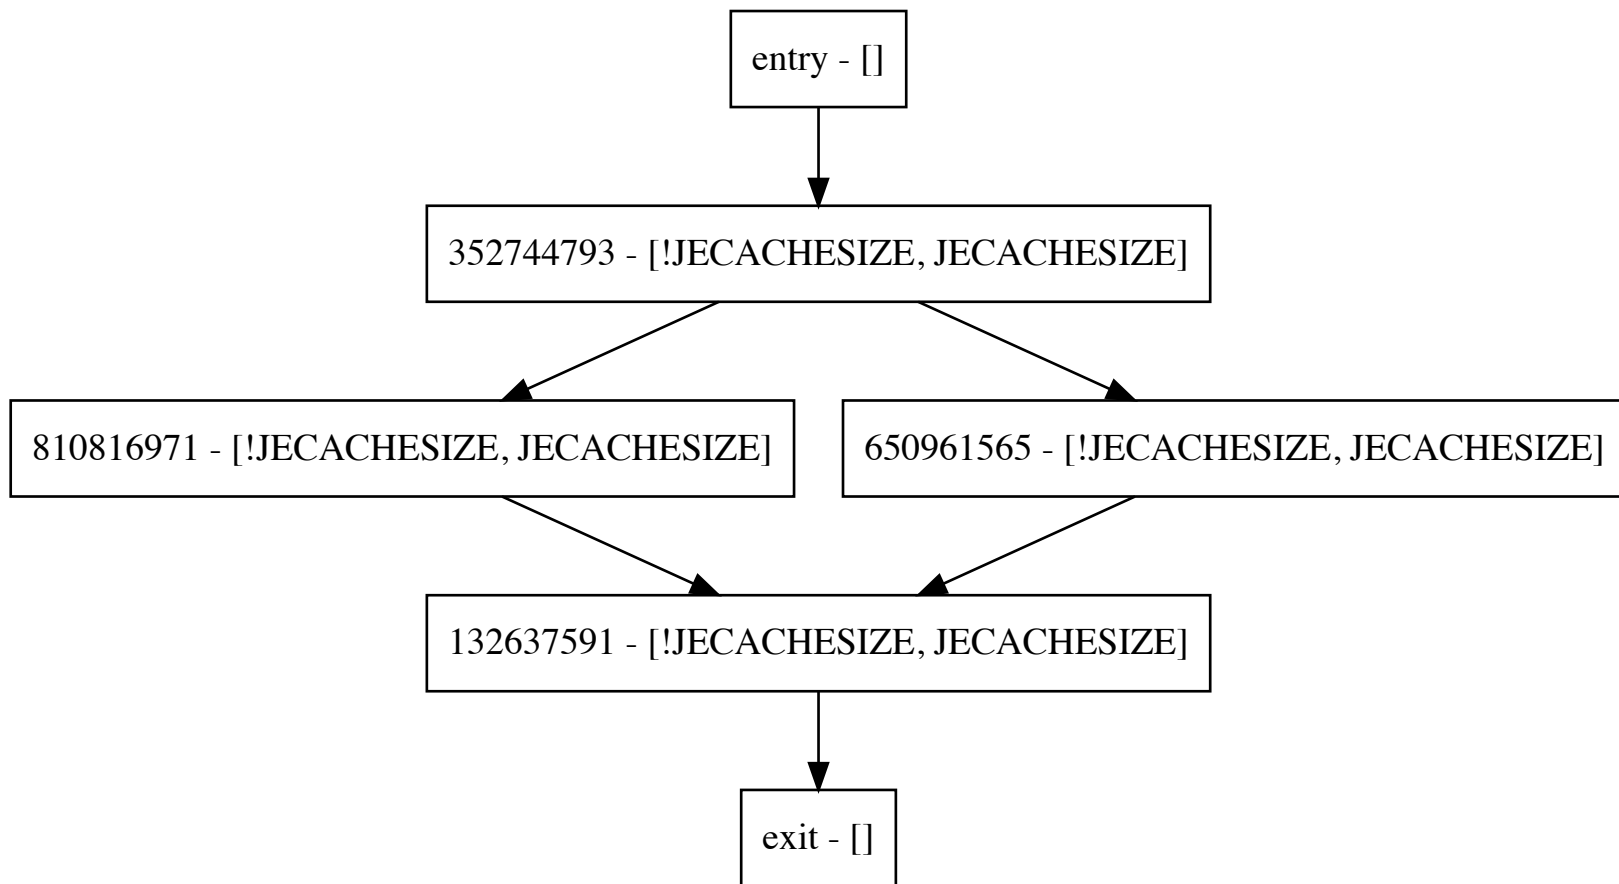 entry - []
352744793 - [!JECACHESIZE, JECACHESIZE]
810816971 - [!JECACHESIZE, JECACHESIZE]
650961565 - [!JECACHESIZE, JECACHESIZE]
132637591 - [!JECACHESIZE, JECACHESIZE]
exit - []